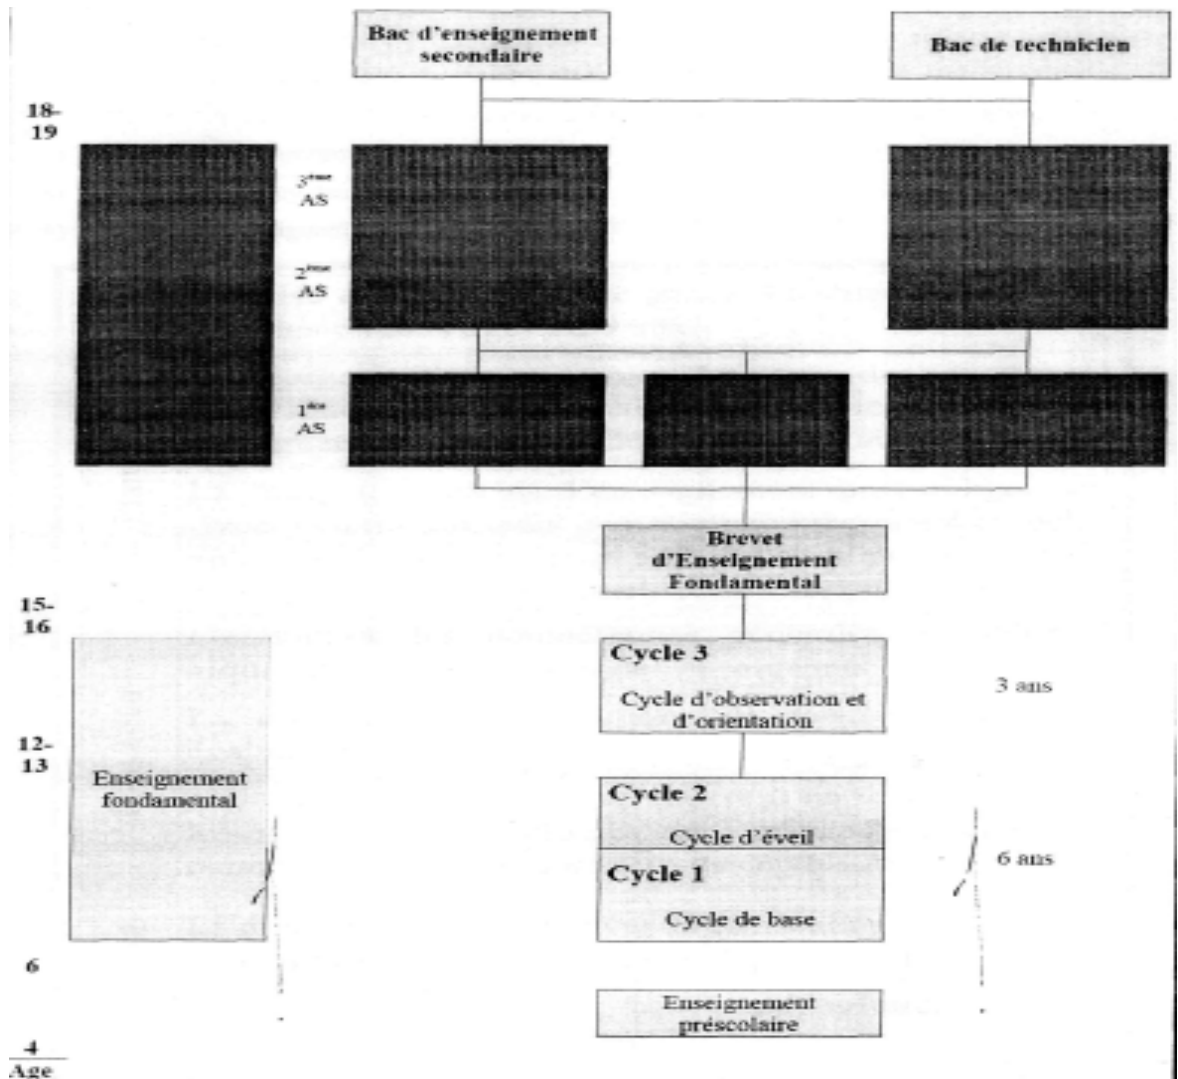 Bac d'enseignement
secondaire
Bac de technicien
18-
19
3ème
AS
2ème
AS
1ère
AS
Brevet
d'Enseignement
Fondamental
15-
16
Cycle 3
Cycle d'observation et
d'orientation
3 ans
12-
13
Enseignement
fondamental
Cycle 2
Cycle d'éveil
Cycle 1
Cycle de base
6 ans
6
Enseignement
préscolaire
4
Age